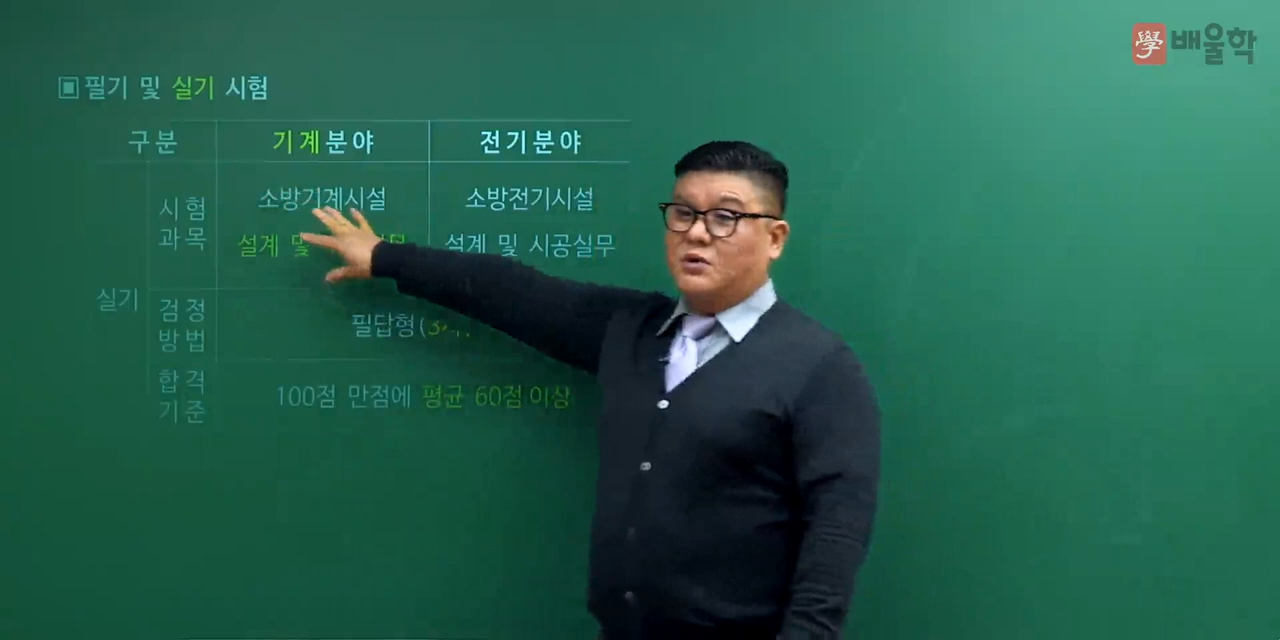 學 배울학
필기 및 실기 시험
구분 기계분야 전기분야
시험 과목 소방기계시설 소방전기시설
설계 및 설계 및 시공실무
실기 검정 방법 필답형(
합격 기준 100점 만점에 평균 60점 이상